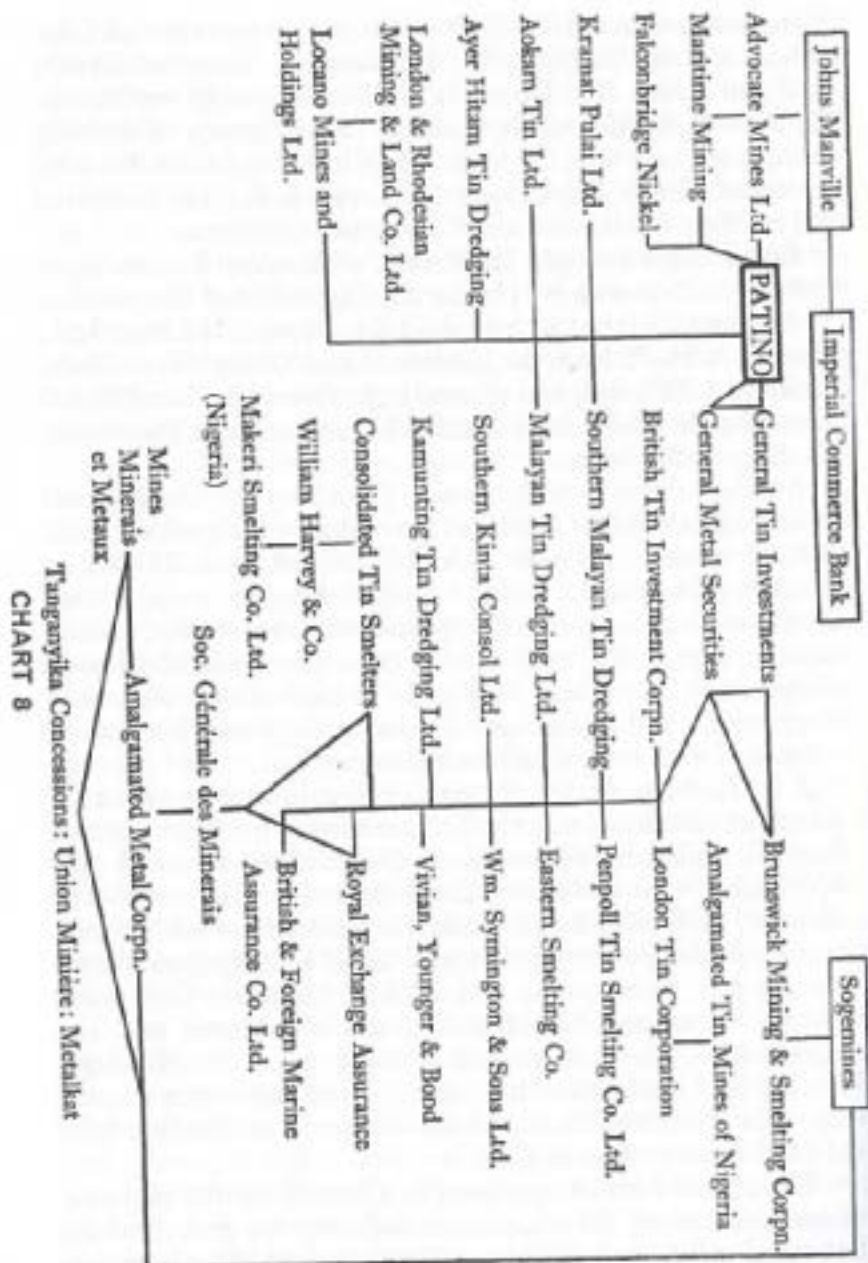 Johns Manville
Imperial Commerce Bank
Sogemines
Advocate Mines Ltd.
PATINO
General Tin Investments
Brunswick Mining & Smelting Corpn.
Maritime Mining
General Metal Securities
Amalgamated Tin Mines of Nigeria
Falconbridge Nickel
British Tin Investment Corpn.
London Tin Corporation
Kramat Pulai Ltd.
Southern Malayan Tin Dredging
Penpoll Tin Smelting Co. Ltd.
Aokam Tin Ltd.
Malayan Tin Dredging Ltd.
Eastern Smelting Co.
Ayer Hitam Tin Dredging
Southern Kinta Consol Ltd.
Wm. Symington & Sons Ltd.
London & Rhodesian
Mining & Land Co. Ltd.
Kamunting Tin Dredging Ltd.
Vivian, Younger & Bond
Locano Mines and
Holdings Ltd.
Consolidated Tin Smelters
Royal Exchange Assurance
William Harvey & Co.
British & Foreign Marine
Assurance Co. Ltd.
Makeri Smelting Co. Ltd.
(Nigeria)
Soc. Générale des Minerais
Mines
Minerais
et Metaux
Amalgamated Metal Corpn.
Tanganyika Concessions: Union Miniere: Metalkat
CHART 8